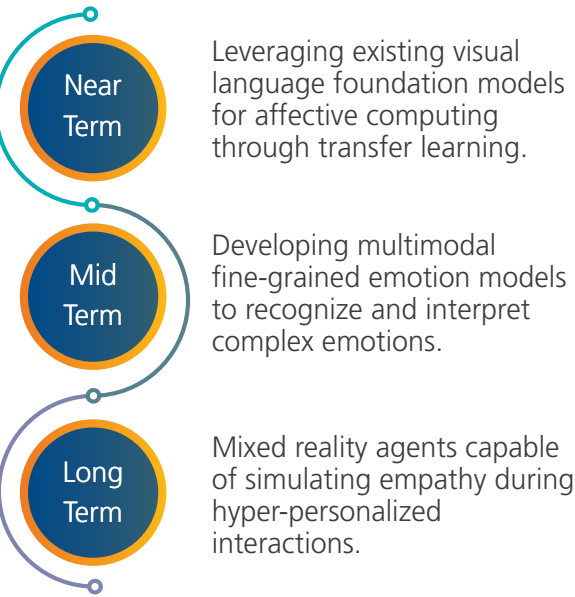 Near
Term
Leveraging existing visual
language foundation models
for affective computing
through transfer learning.
Mid
Term
Developing multimodal
fine-grained emotion models
to recognize and interpret
complex emotions.
Long
Term
Mixed reality agents capable
of simulating empathy during
hyper-personalized
interactions.